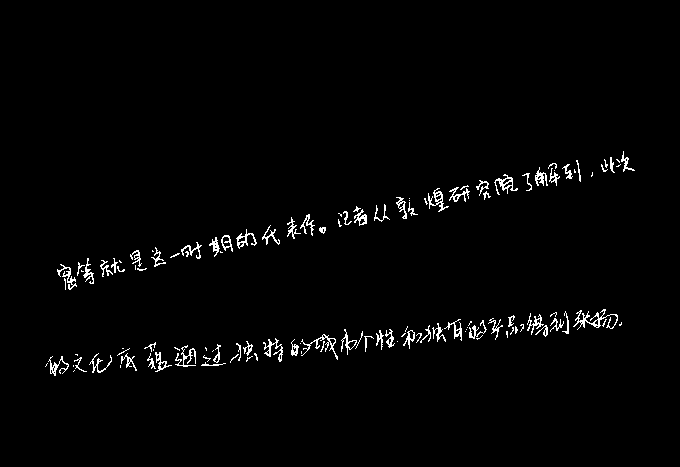 窟等就是这一时期的代表作。记者从敦煌研究院了解到，此次
的文化底蕴通过独特的城市个性和独有的产品得到张扬.